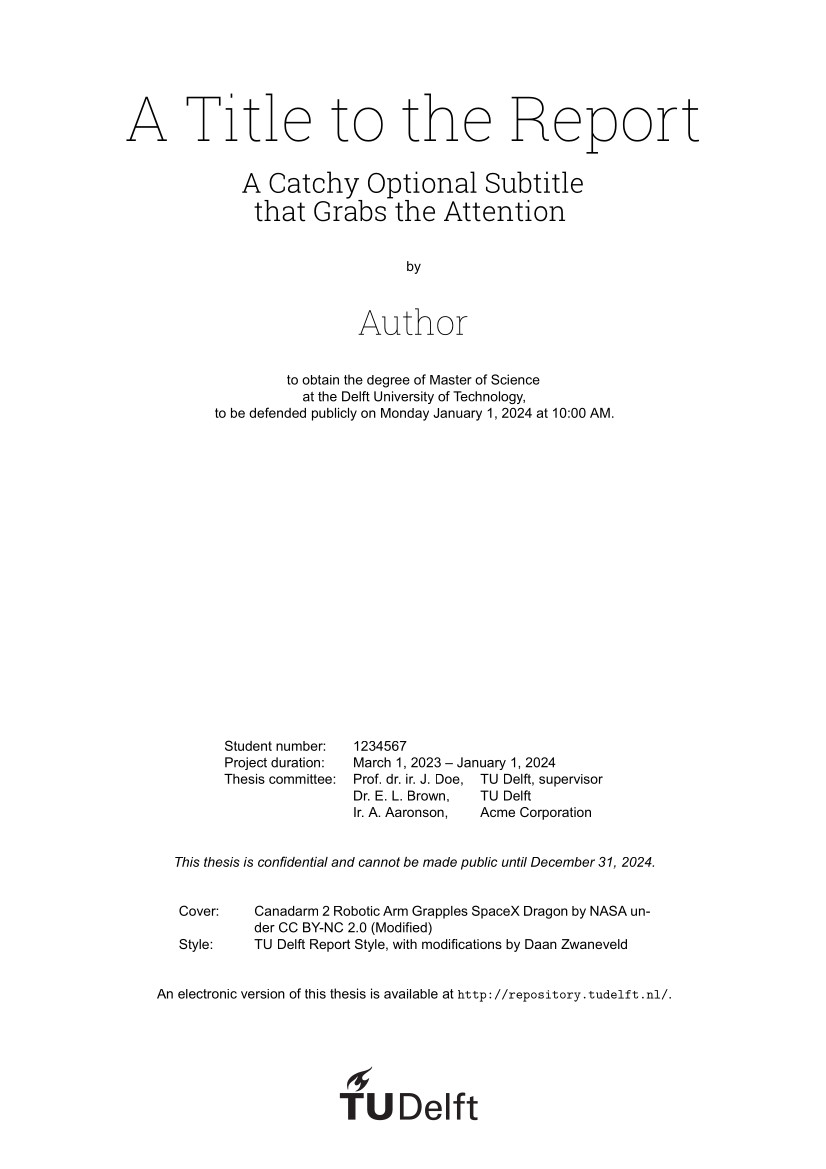 A Title to the Report
A Catchy Optional Subtitle
that Grabs the Attention
by
Author
to obtain the degree of Master of Science
at the Delft University of Technology,
to be defended publicly on Monday January 1, 2024 at 10:00 AM.
Student number: 1234567
Project duration: March 1, 2023 – January 1, 2024
Thesis committee: Prof. dr. ir. J. Doe, TU Delft, supervisor
Dr. E. L. Brown, TU Delft
Ir. A. Aaronson, Acme Corporation
This thesis is confidential and cannot be made public until December 31, 2024.
Cover: Canadarm 2 Robotic Arm Grapples SpaceX Dragon by NASA un-
der CC BY-NC 2.0 (Modified)
Style: TU Delft Report Style, with modifications by Daan Zwaneveld
An electronic version of this thesis is available at http://repository.tudelft.nl/.
TUDelft